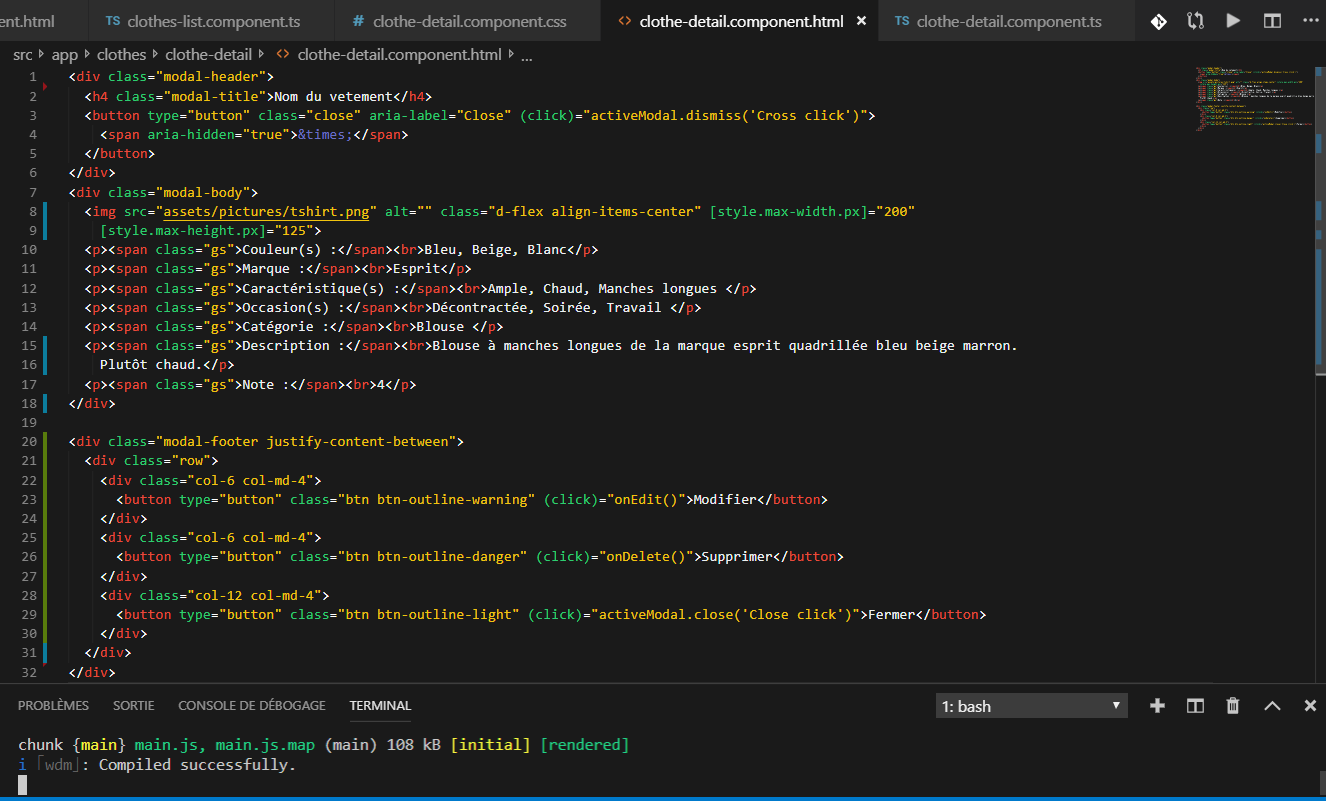 ent.html TS clothes-list.component.ts # clothe-detail.component.css <> clothe-detail.component.html × TS clothe-detail.component.ts ...
src › app › clothes › clothe-detail › <> clothe-detail.component.html › ...
1 <div class="modal-header">
2 <h4 class="modal-title">Nom du vetement</h4>
3 <button type="button" class="close" aria-label="Close" (click)="activeModal.dismiss('Cross click')">
4 <span aria-hidden="true">&times;</span>
5 </button>
6 </div>
7 <div class="modal-body">
8 <img src="assets/pictures/tshirt.png" alt="" class="d-flex align-items-center" [style.max-width.px]="200"
9 [style.max-height.px]="125">
10 <p><span class="gs">Couleur(s) :</span><br>Bleu, Beige, Blanc</p>
11 <p><span class="gs">Marque :</span><br>Esprit</p>
12 <p><span class="gs">Caractéristique(s) :</span><br>Ample, Chaud, Manches longues </p>
13 <p><span class="gs">Occasion(s) :</span><br>Décontractée, Soirée, Travail </p>
14 <p><span class="gs">Catégorie :</span><br>Blouse </p>
15 <p><span class="gs">Description :</span><br>Blouse à manches longues de la marque esprit quadrillée bleu beige marron.
16 Plutôt chaud.</p>
17 <p><span class="gs">Note :</span><br>4</p>
18 </div>
19
20 <div class="modal-footer justify-content-between">
21 <div class="row">
22 <div class="col-6 col-md-4">
23 <button type="button" class="btn btn-outline-warning" (click)="onEdit()">Modifier</button>
24 </div>
25 <div class="col-6 col-md-4">
26 <button type="button" class="btn btn-outline-danger" (click)="onDelete()">Supprimer</button>
27 </div>
28 <div class="col-12 col-md-4">
29 <button type="button" class="btn btn-outline-light" (click)="activeModal.close('Close click')">Fermer</button>
30 </div>
31 </div>
32 </div>
PROBLÈMES SORTIE CONSOLE DE DÉBOGAGE TERMINAL 1: bash
chunk {main} main.js, main.js.map (main) 108 kB [initial] [rendered]
i ｢wdm｣: Compiled successfully.